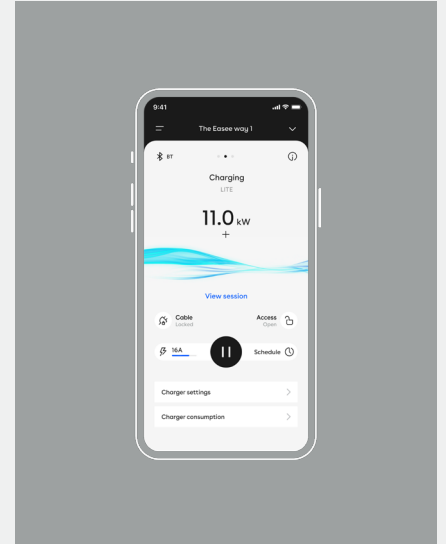 9:41
The Easee way 1
BT
Charging
LITE
11.0 kW
+
View session
Cable
Locked
Access
Open
16A
Schedule
Charger settings
Charger consumption